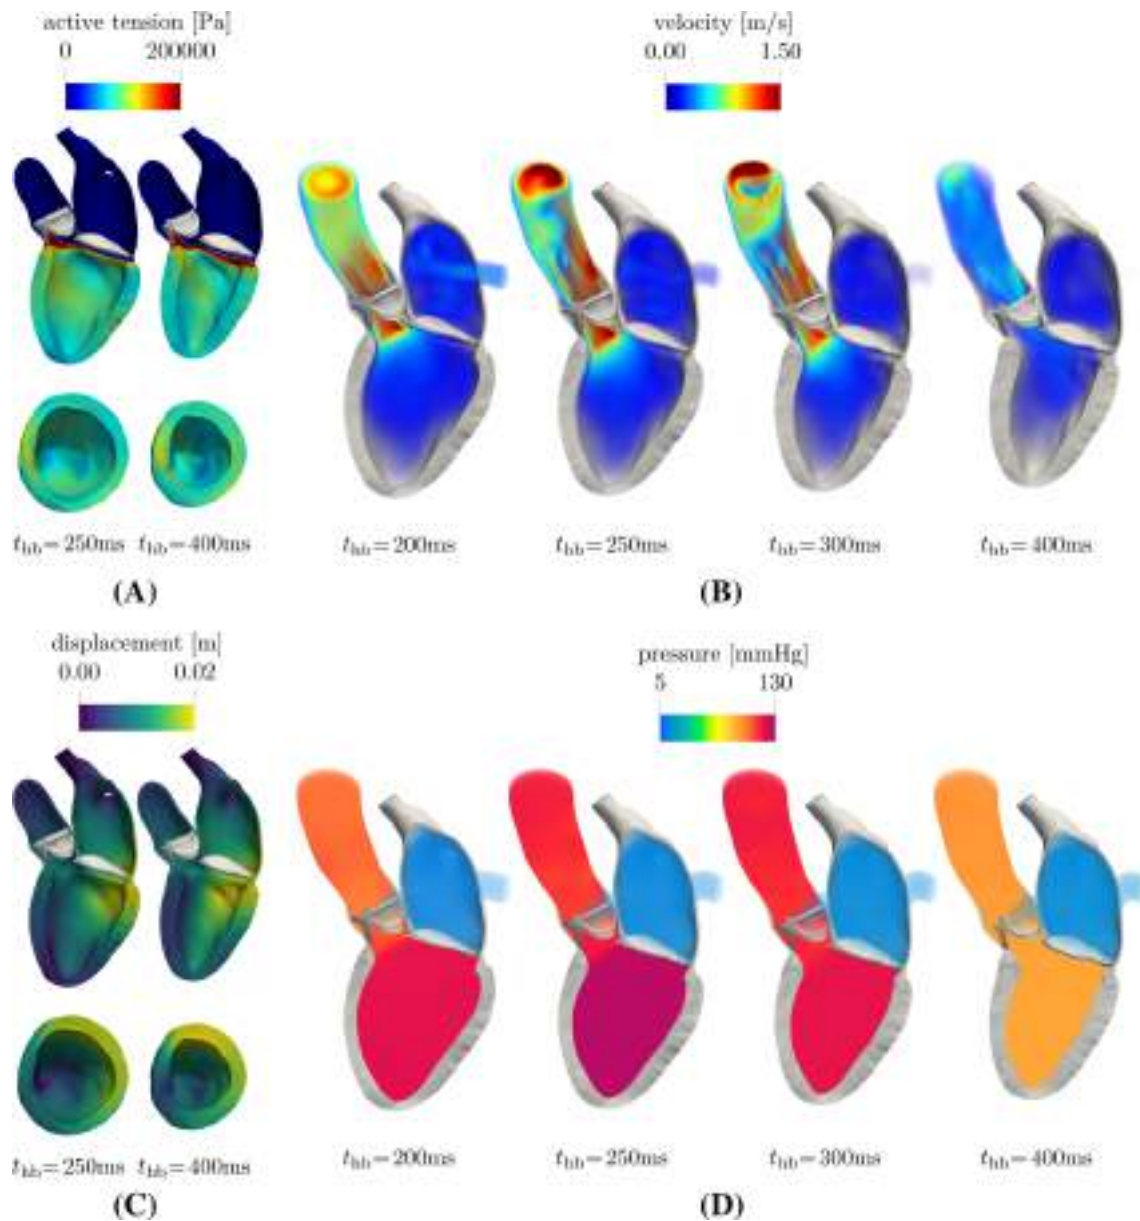 active tension [Pa]
0 200000
velocity [m/s]
0.00 1.50
t_hb=250ms t_hb=400ms
t_hb=200ms
t_hb=250ms
t_hb=300ms
t_hb=400ms
(A)
(B)
displacement [m]
0.00 0.02
pressure [mmHg]
5 130
t_hb=250ms t_hb=400ms
t_hb=200ms
t_hb=250ms
t_hb=300ms
t_hb=400ms
(C)
(D)